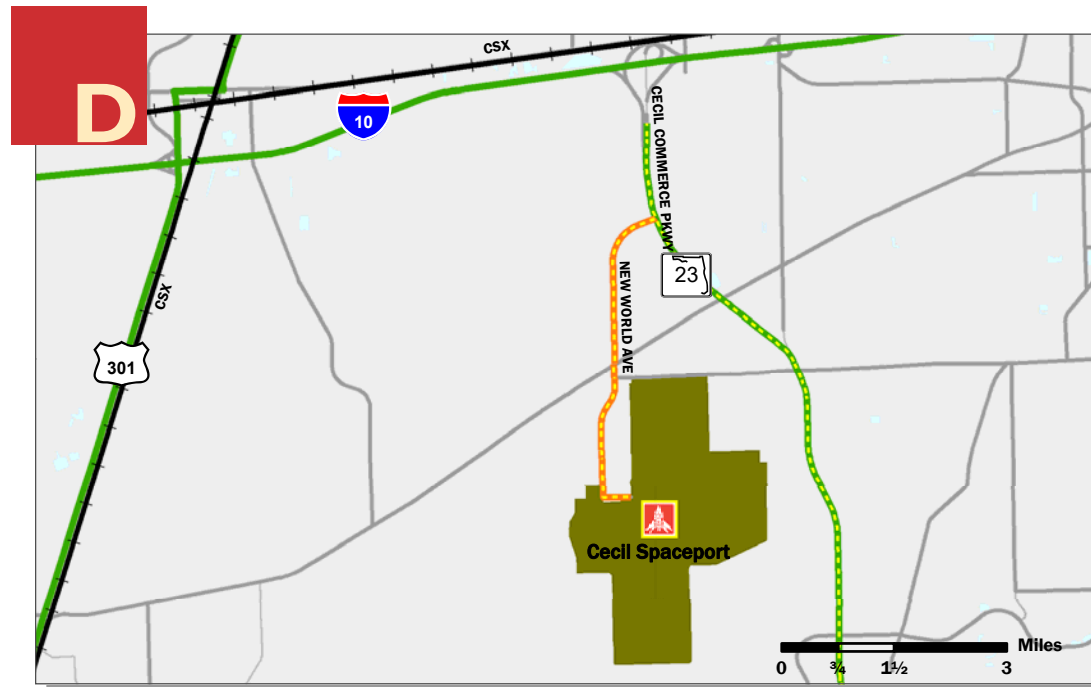 D
CSX
10
CECIL COMMERCE PKWY
23
NEW WORLD AVE
CSX
301
Cecil Spaceport
Miles
0 ¾ 1½ 3